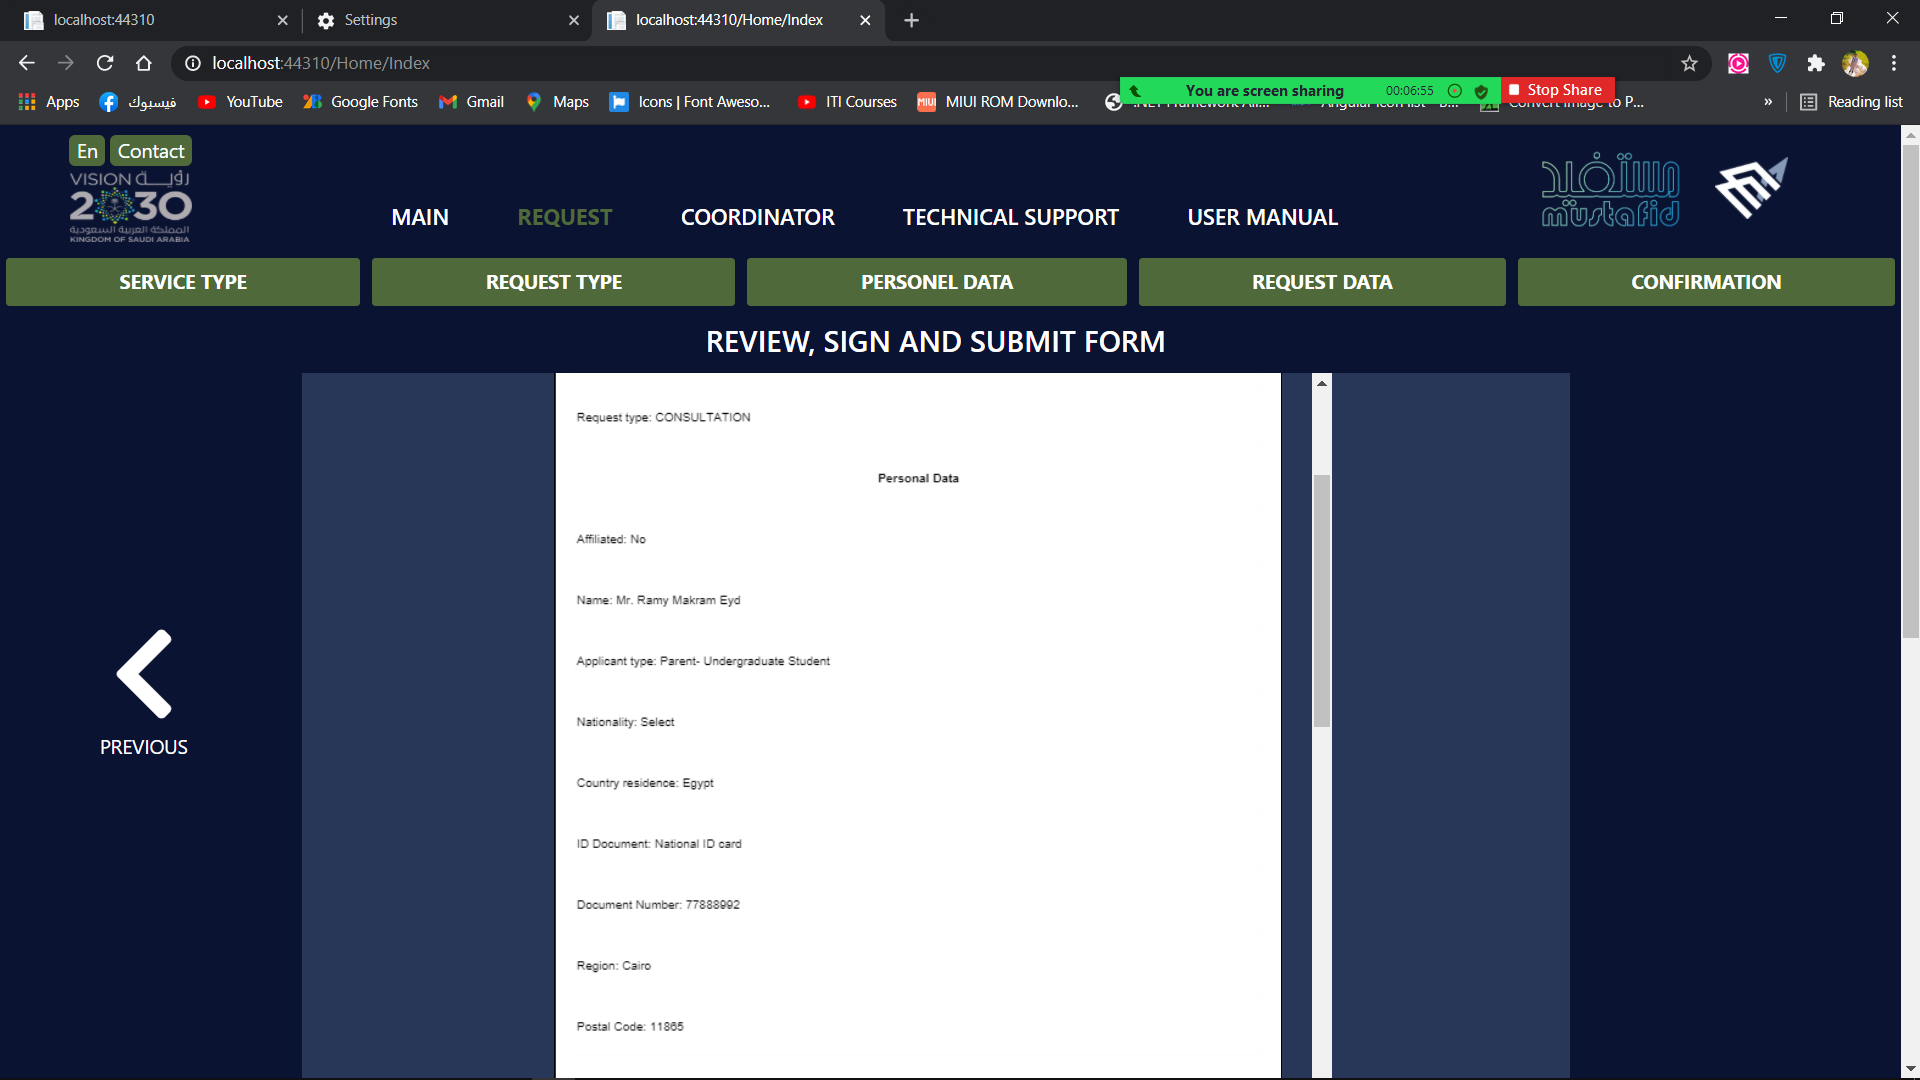 localhost:44310
Settings
localhost:44310/Home/Index
localhost:44310/Home/Index
Apps
فيسبوك
YouTube
Google Fonts
Gmail
Maps
Icons | Font Aweso...
ITI Courses
MIUI
MIUI ROM Downlo...
You are screen sharing
00:06:55
Stop Share
» Reading list
En
Contact
VISION رؤيــة
2030
المملكة العربية السعودية
KINGDOM OF SAUDI ARABIA
MAIN
REQUEST
COORDINATOR
TECHNICAL SUPPORT
USER MANUAL
مستفيد
mustafid
SERVICE TYPE
REQUEST TYPE
PERSONEL DATA
REQUEST DATA
CONFIRMATION
REVIEW, SIGN AND SUBMIT FORM
Request type: CONSULTATION
Personal Data
Affiliated: No
Name: Mr. Ramy Makram Eyd
Applicant type: Parent- Undergraduate Student
Nationality: Select
Country residence: Egypt
ID Document: National ID card
Document Number: 77888992
Region: Cairo
Postal Code: 11865
PREVIOUS